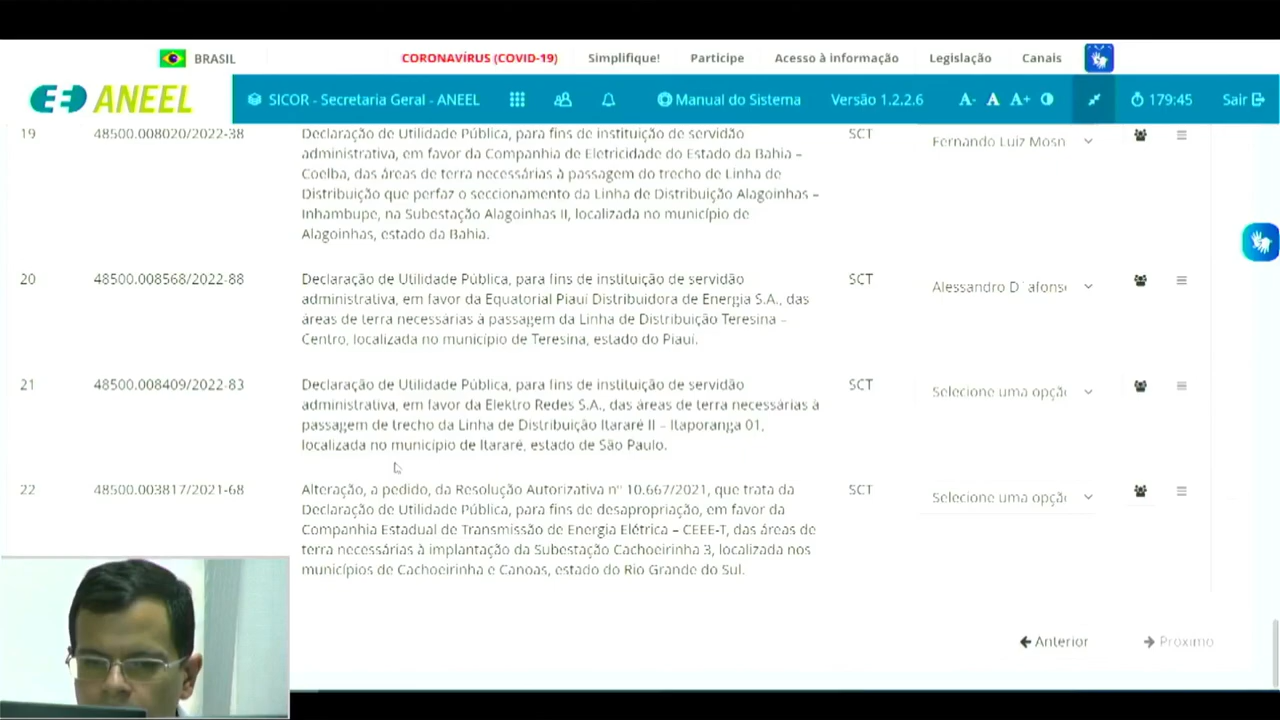 BRASIL
CORONAVÍRUS (COVID-19)
Simplifique!
Participe
Acesso à informação
Legislação
Canais
ANEEL
SICOR - Secretaria Geral - ANEEL
Manual do Sistema
Versão 1.2.2.6
A- A A+
179:45
Sair
19 48500.008020/2022-38 Declaração de Utilidade Pública, para fins de instituição de servidão SCT Fernando Luiz Mosn
administrativa, em favor da Companhia de Eletricidade do Estado da Bahia –
Coelba, das áreas de terra necessárias à passagem do trecho de Linha de
Distribuição que perfaz o seccionamento da Linha de Distribuição Alagoinhas –
Inhambupe, na Subestação Alagoinhas II, localizada no município de
Alagoinhas, estado da Bahia.
20 48500.008568/2022-88 Declaração de Utilidade Pública, para fins de instituição de servidão SCT Alessandro D`afons
administrativa, em favor da Equatorial Piauí Distribuidora de Energia S.A., das
áreas de terra necessárias à passagem da Linha de Distribuição Teresina –
Centro, localizada no município de Teresina, estado do Piauí.
21 48500.008409/2022-83 Declaração de Utilidade Pública, para fins de instituição de servidão SCT Selecione uma opçã
administrativa, em favor da Elektro Redes S.A., das áreas de terra necessárias à
passagem de trecho da Linha de Distribuição Itararé II – Itaporanga 01,
localizada no município de Itararé, estado de São Paulo.
22 48500.003817/2021-68 Alteração, a pedido, da Resolução Autorizativa nº 10.667/2021, que trata da SCT Selecione uma opçã
Declaração de Utilidade Pública, para fins de desapropriação, em favor da
Companhia Estadual de Transmissão de Energia Elétrica – CEEE-T, das áreas de
terra necessárias à implantação da Subestação Cachoeirinha 3, localizada nos
municípios de Cachoeirinha e Canoas, estado do Rio Grande do Sul.
Anterior
Próximo